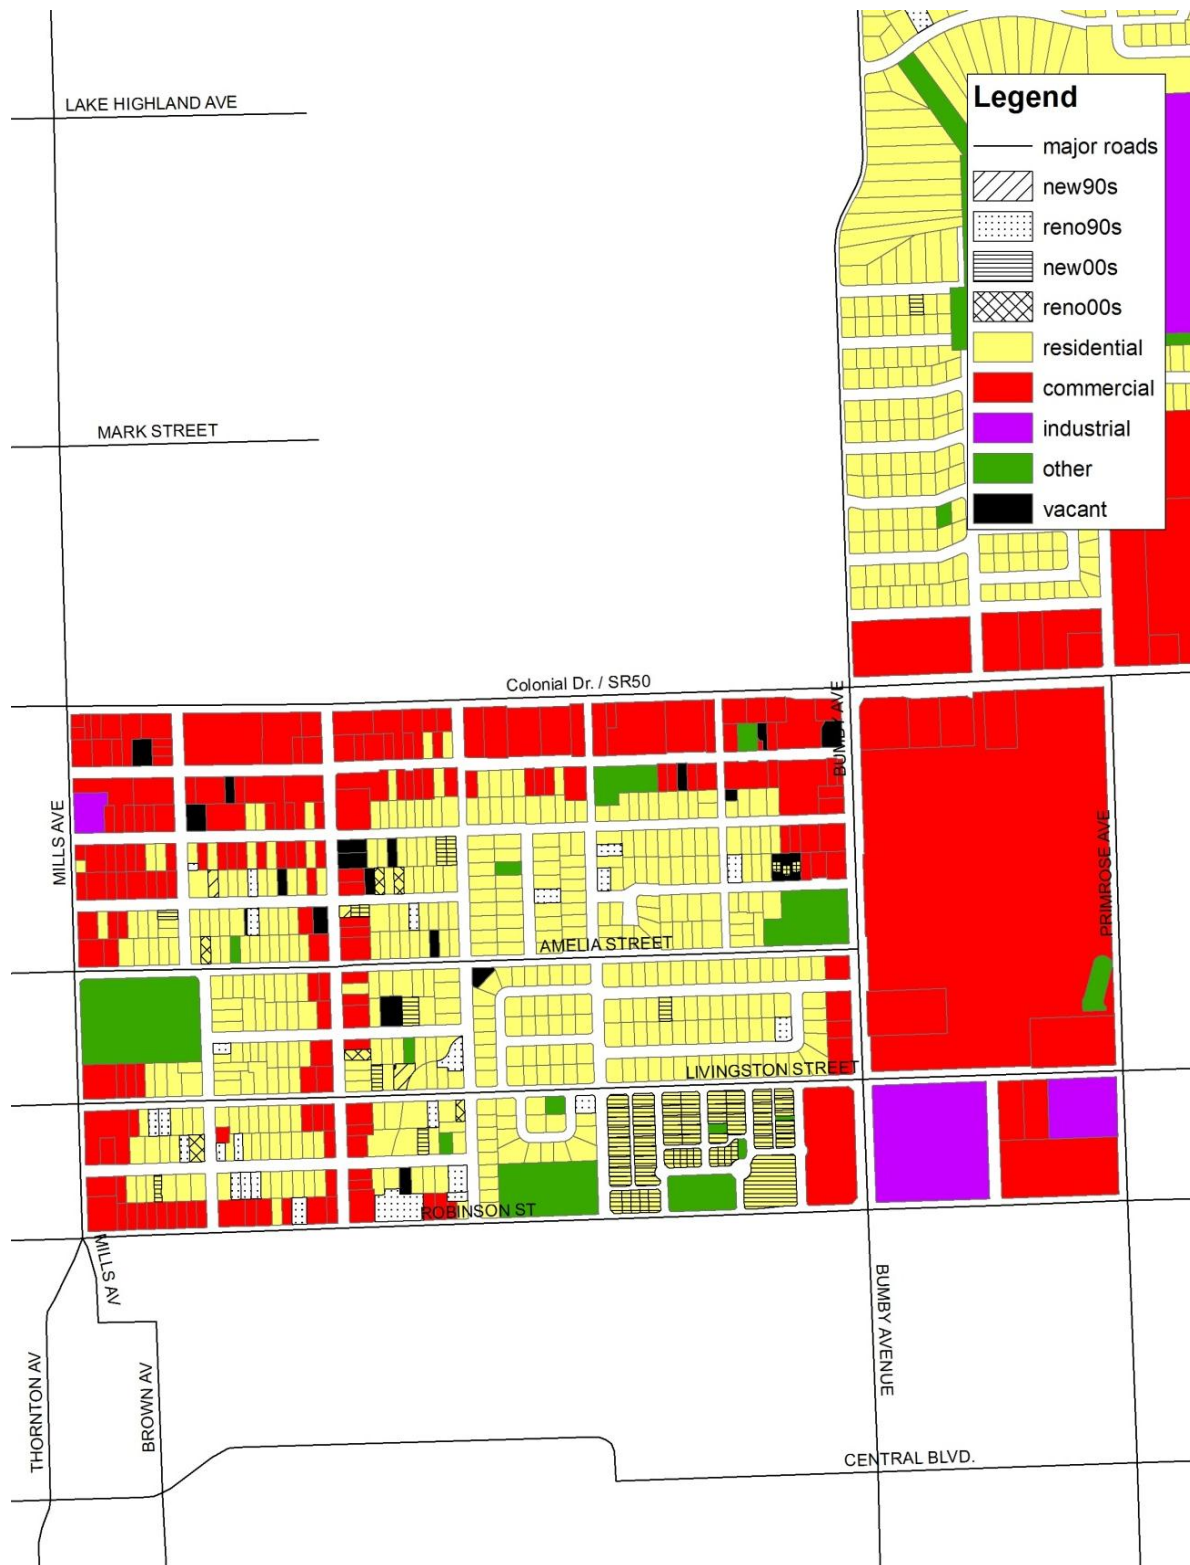 LAKE HIGHLAND AVE
Legend
major roads
new90s
reno90s
new00s
reno00s
residential
commercial
industrial
other
vacant
MARK STREET
Colonial Dr. / SR50
BUMBY AVE
MILLS AVE
PRIMROSE AVE
AMELIA STREET
LIVINGSTON STREET
ROBINSON ST
MILLS AV
BUMBY AVENUE
THORNTON AV
BROWN AV
CENTRAL BLVD.